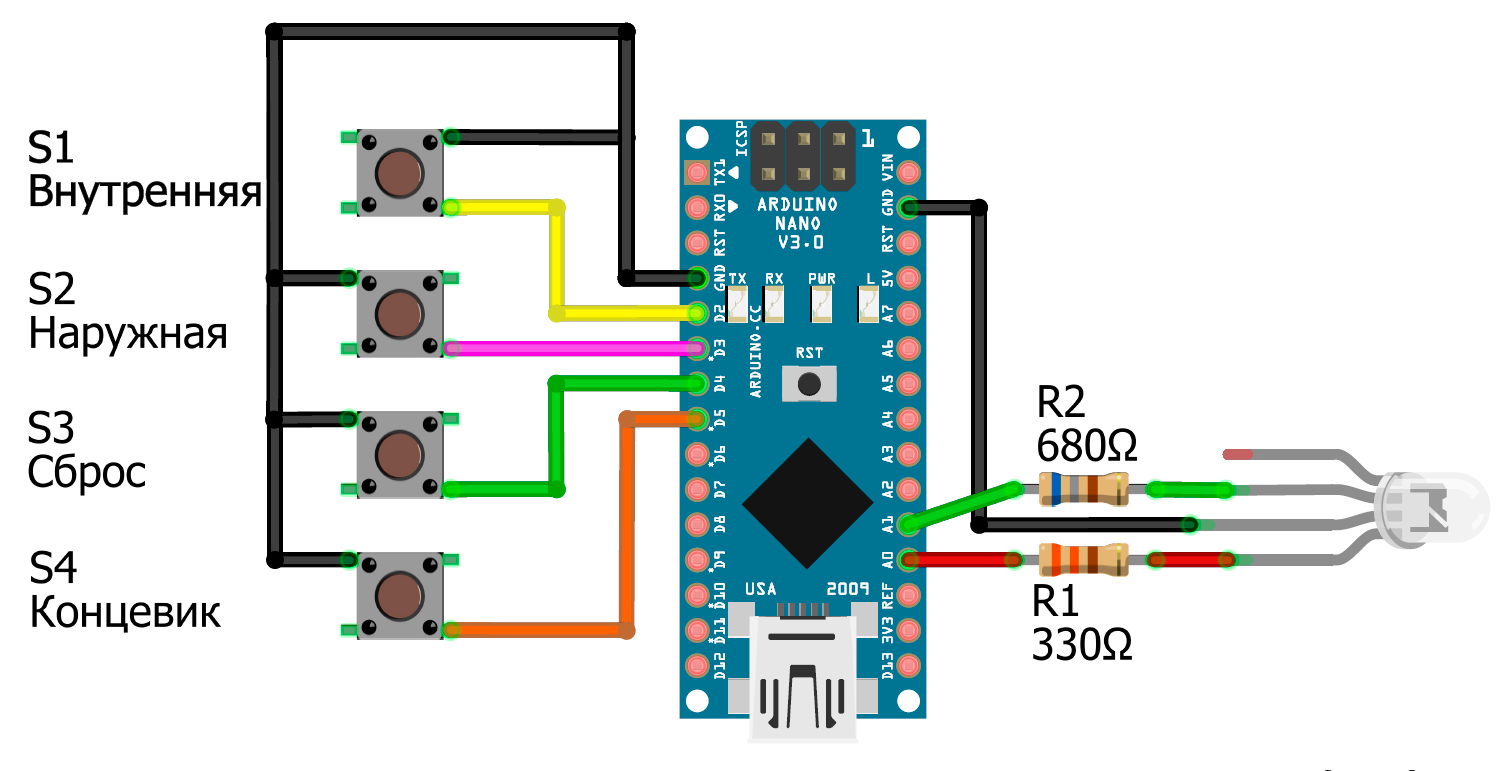 S1
Внутренняя
S2
Наружная
S3
Сброс
S4
Концевик
ICSP
1
TX1
RX0
RST
GND
D2
D3
D4
D5
D6
D7
D8
D9
D10
D11
D12
ARDUINO
NANO
V3.0
TX
RX
PWR
L
ARDUINO.CC
RST
USA
2009
VIN
GND
RST
5V
A7
A6
A5
A4
A3
A2
A1
A0
REF
3V3
D13
R2
680Ω
R1
330Ω